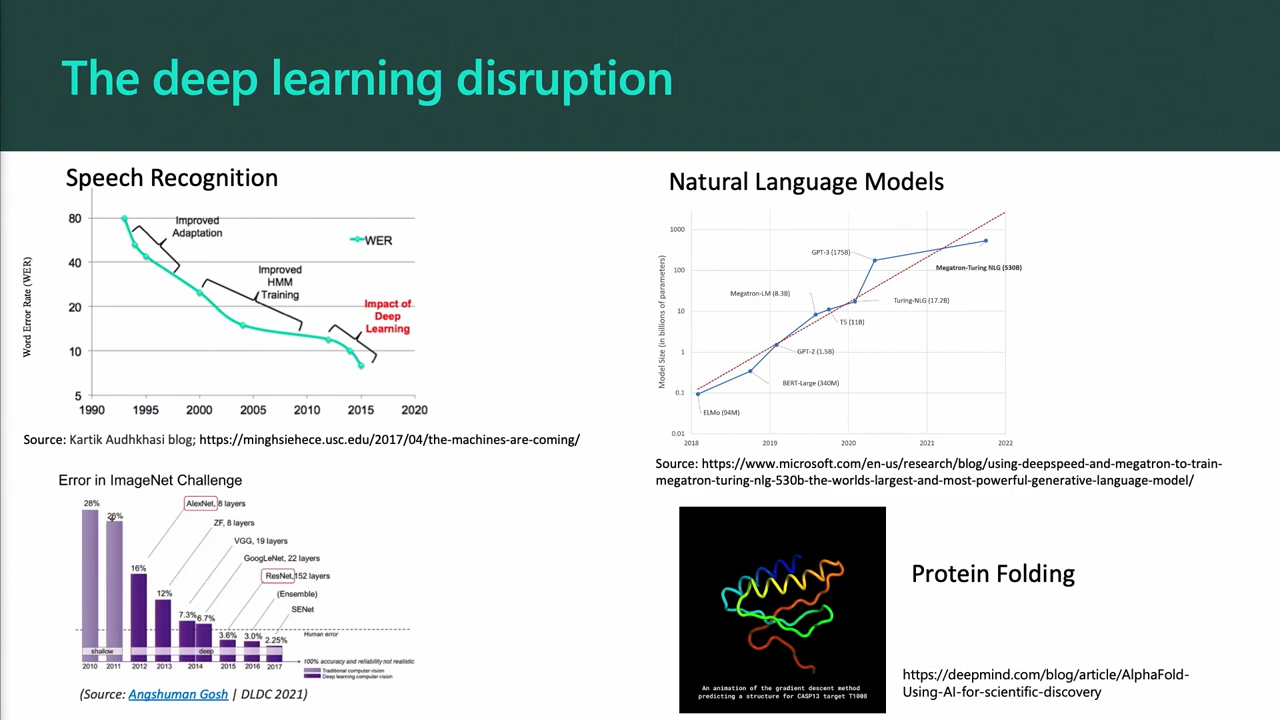 The deep learning disruption
Speech Recognition
80
40
20
10
5
Word Error Rate (WER)
Improved
Adaptation
WER
Improved
HMM
Training
Impact of
Deep
Learning
1990
1995
2000
2005
2010
2015
2020
Source: Kartik Audhkhasi blog; https://minghsiehece.usc.edu/2017/04/the-machines-are-coming/
Natural Language Models
Model Size (in billions of parameters)
1000
100
10
1
0.1
0.01
GPT-3 (175B)
Megatron-Turing NLG (530B)
Megatron-LM (8.3B)
Turing-NLG (17.2B)
T5 (11B)
GPT-2 (1.5B)
BERT-Large (340M)
ELMo (94M)
2018
2019
2020
2021
2022
Source: https://www.microsoft.com/en-us/research/blog/using-deepspeed-and-megatron-to-train-
megatron-turing-nlg-530b-the-worlds-largest-and-most-powerful-generative-language-model/
Error in ImageNet Challenge
28%
26%
16%
12%
7.3%
6.7%
3.6%
3.0%
2.25%
AlexNet, 8 layers
ZF, 8 layers
VGG, 19 layers
GoogLeNet, 22 layers
ResNet, 152 layers
(Ensemble)
SENet
Human error
shallow
deep
100% accuracy and reliability not realistic
2010
2011
2012
2013
2014
2015
2016
2017
Traditional computer vision
Deep learning computer vision
(Source: Angshuman Gosh | DLDC 2021)
An animation of the gradient descent method
predicting a structure for CASP13 target T1008
Protein Folding
https://deepmind.com/blog/article/AlphaFold-
Using-AI-for-scientific-discovery